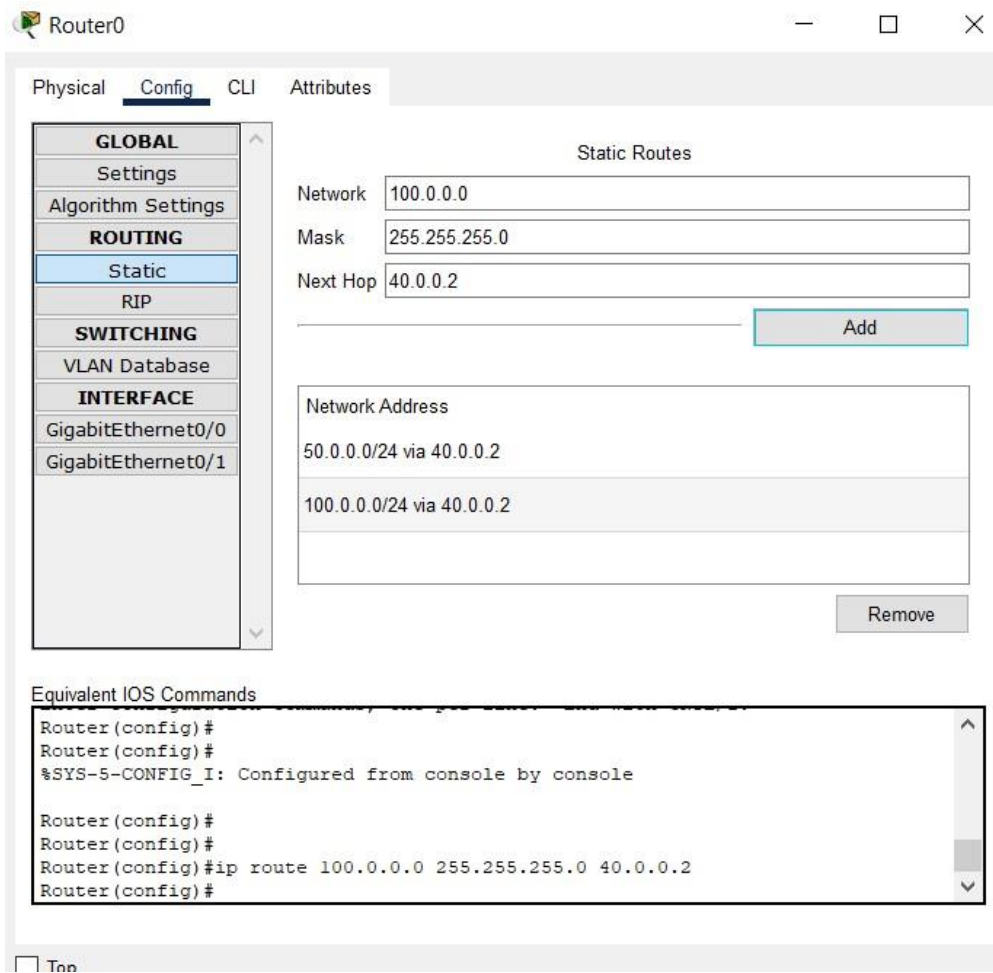 Router0
Physical Config CLI Attributes
GLOBAL
Settings
Algorithm Settings
ROUTING
Static
RIP
SWITCHING
VLAN Database
INTERFACE
GigabitEthernet0/0
GigabitEthernet0/1
Static Routes
Network 100.0.0.0
Mask 255.255.255.0
Next Hop 40.0.0.2
Add
Network Address
50.0.0.0/24 via 40.0.0.2
100.0.0.0/24 via 40.0.0.2
Remove
Equivalent IOS Commands
Router(config)#
Router(config)#
%SYS-5-CONFIG_I: Configured from console by console
Router(config)#
Router(config)#
Router(config)#ip route 100.0.0.0 255.255.255.0 40.0.0.2
Router(config)#
Top